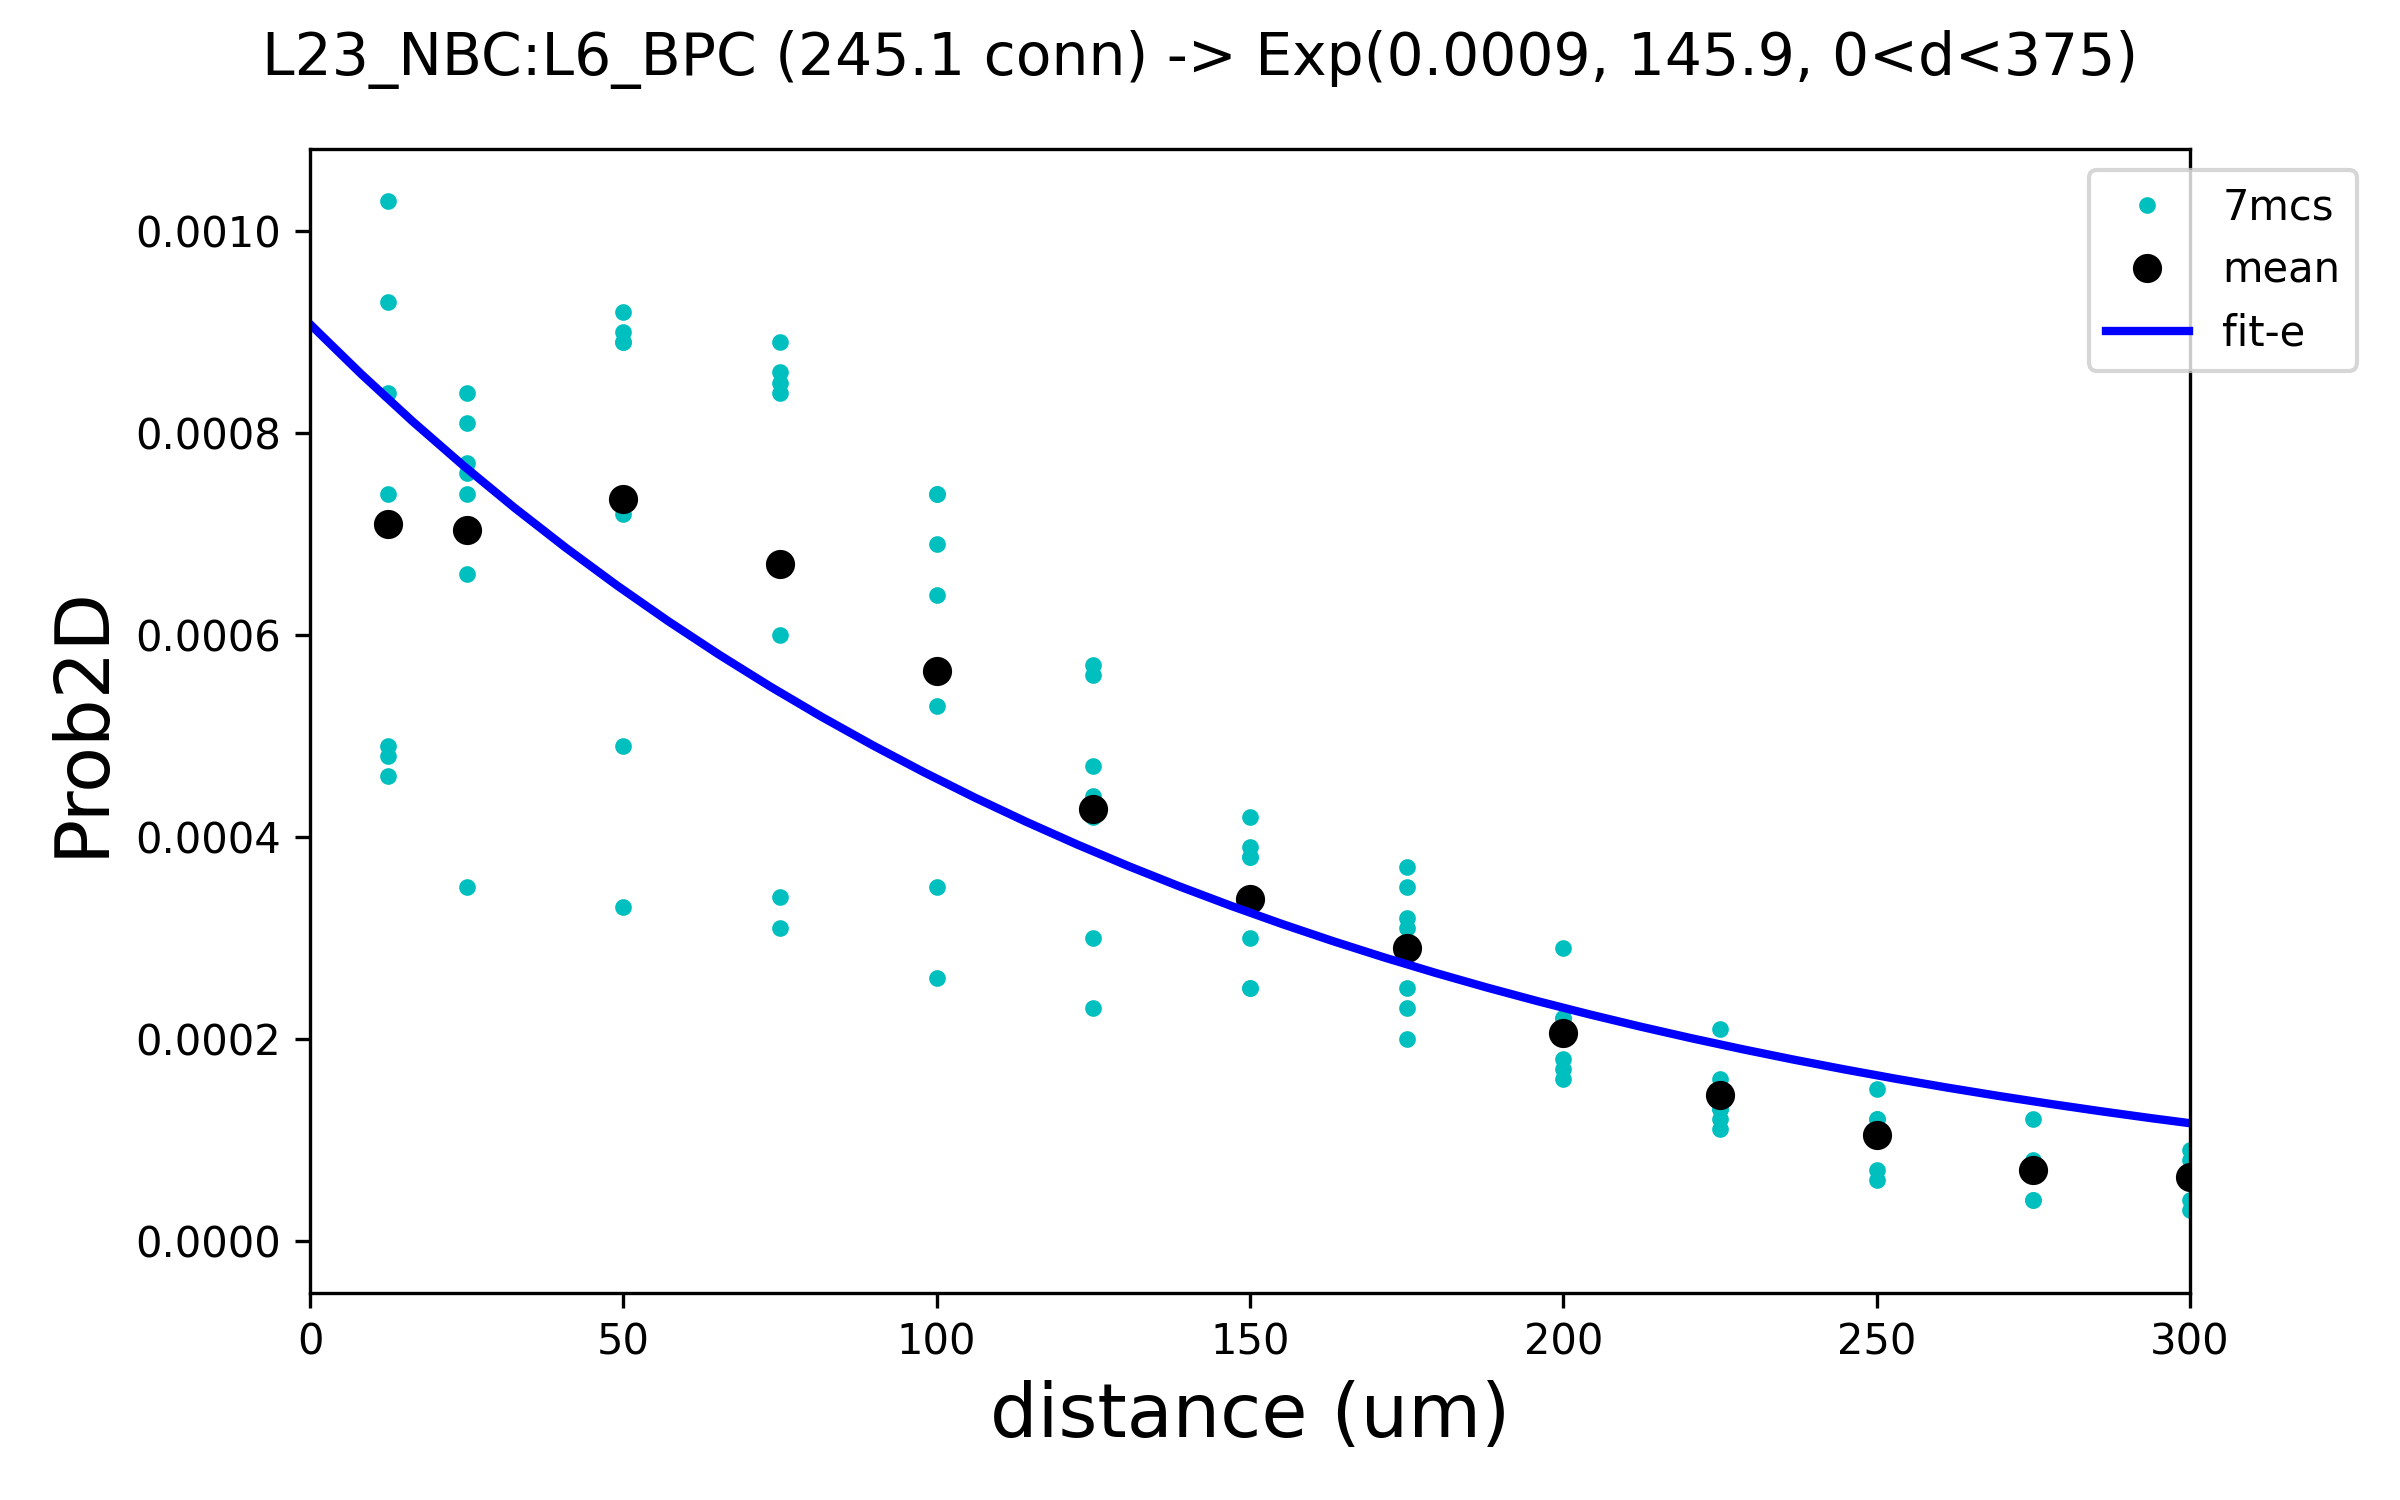 L23_NBC:L6_BPC (245.1 conn) -> Exp(0.0009, 145.9, 0<d<375)
7mcs
mean
fit-e
Prob2D
0.0010
0.0008
0.0006
0.0004
0.0002
0.0000
0 50 100 150 200 250 300
distance (um)